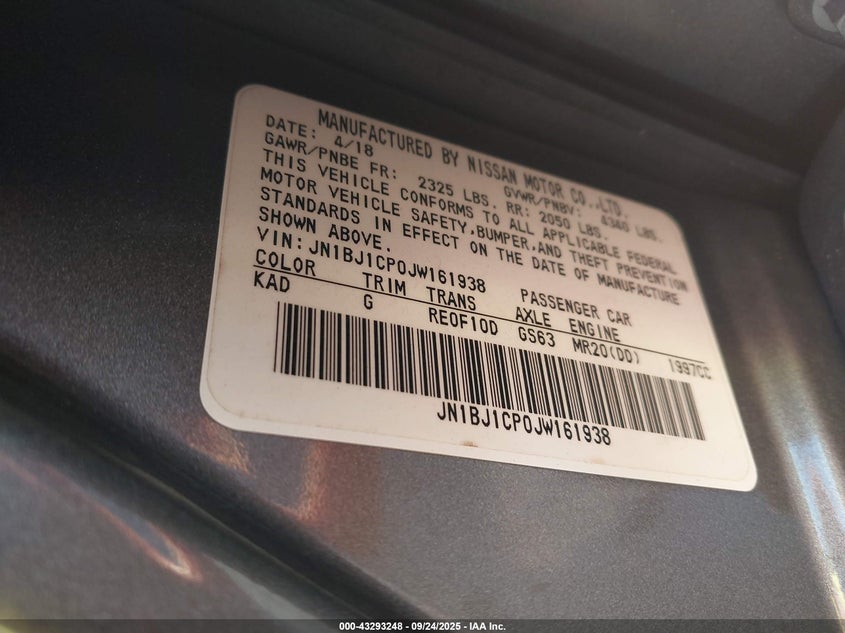 MANUFACTURED BY NISSAN MOTOR CO.,LTD.
DATE: 4/18 GVWR/PNBV: 4340 LBS.
GAWR/PNBE FR: 2325 LBS. RR: 2050 LBS.
THIS VEHICLE CONFORMS TO ALL APPLICABLE FEDERAL
MOTOR VEHICLE SAFETY,BUMPER,AND THEFT PREVENTION
STANDARDS IN EFFECT ON THE DATE OF MANUFACTURE
SHOWN ABOVE.
VIN: JN1BJ1CP0JW161938 PASSENGER CAR
COLOR TRIM TRANS AXLE ENGINE
KAD G RE0F10D GS63 MR20(DD) 1997CC
JN1BJ1CP0JW161938
000-43293248 - 09/24/2025 - IAA Inc.